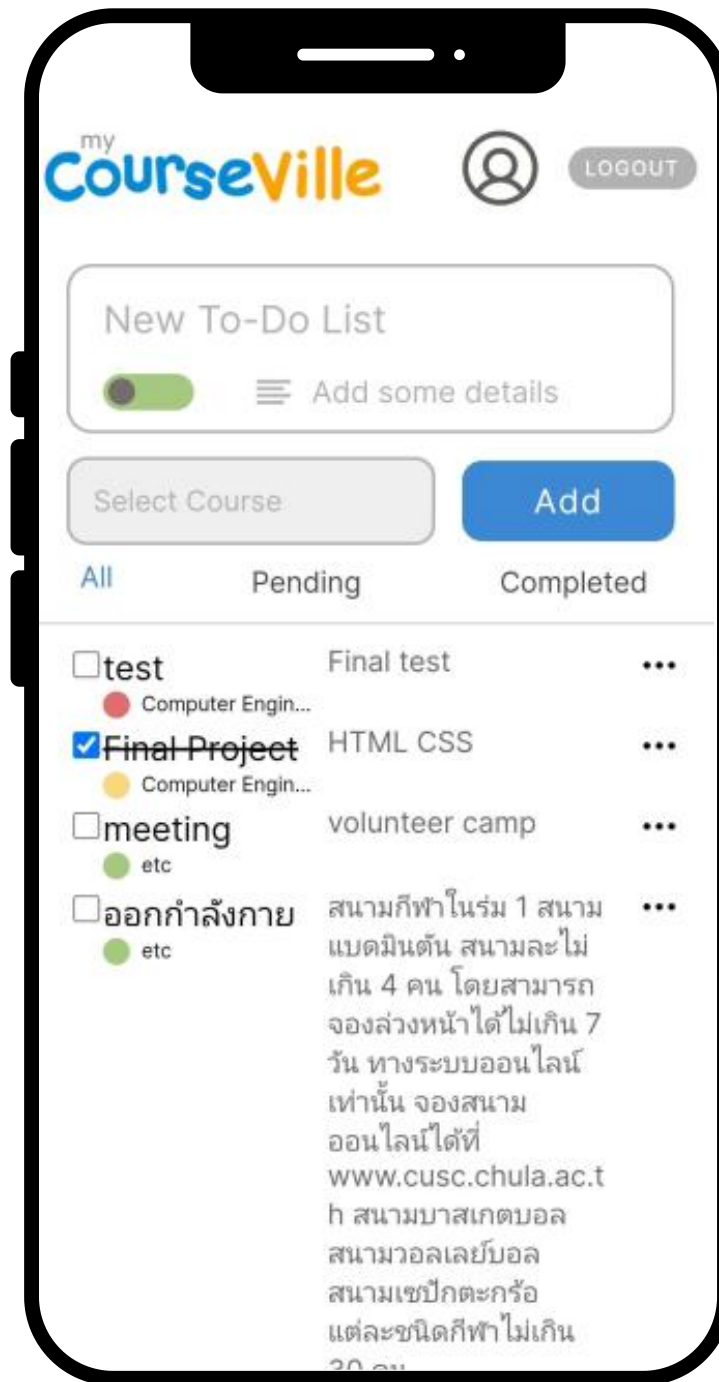 my
CourseVille
LOGOUT
New To-Do List
Add some details
Select Course
Add
All Pending Completed
test Final test
Computer Engin...
Final Project HTML CSS
Computer Engin...
meeting volunteer camp
etc
ออกกำลังกาย สนามกีฬาในร่ม 1 สนาม
etc แบดมินตัน สนามละไม่
เกิน 4 คน โดยสามารถ
จองล่วงหน้าได้ไม่เกิน 7
วัน ทางระบบออนไลน์
เท่านั้น จองสนาม
ออนไลน์ได้ที่
www.cusc.chula.ac.t
h สนามบาสเกตบอล
สนามวอลเลย์บอล
สนามเซปักตะกร้อ
แต่ละชนิดกีฬาไม่เกิน